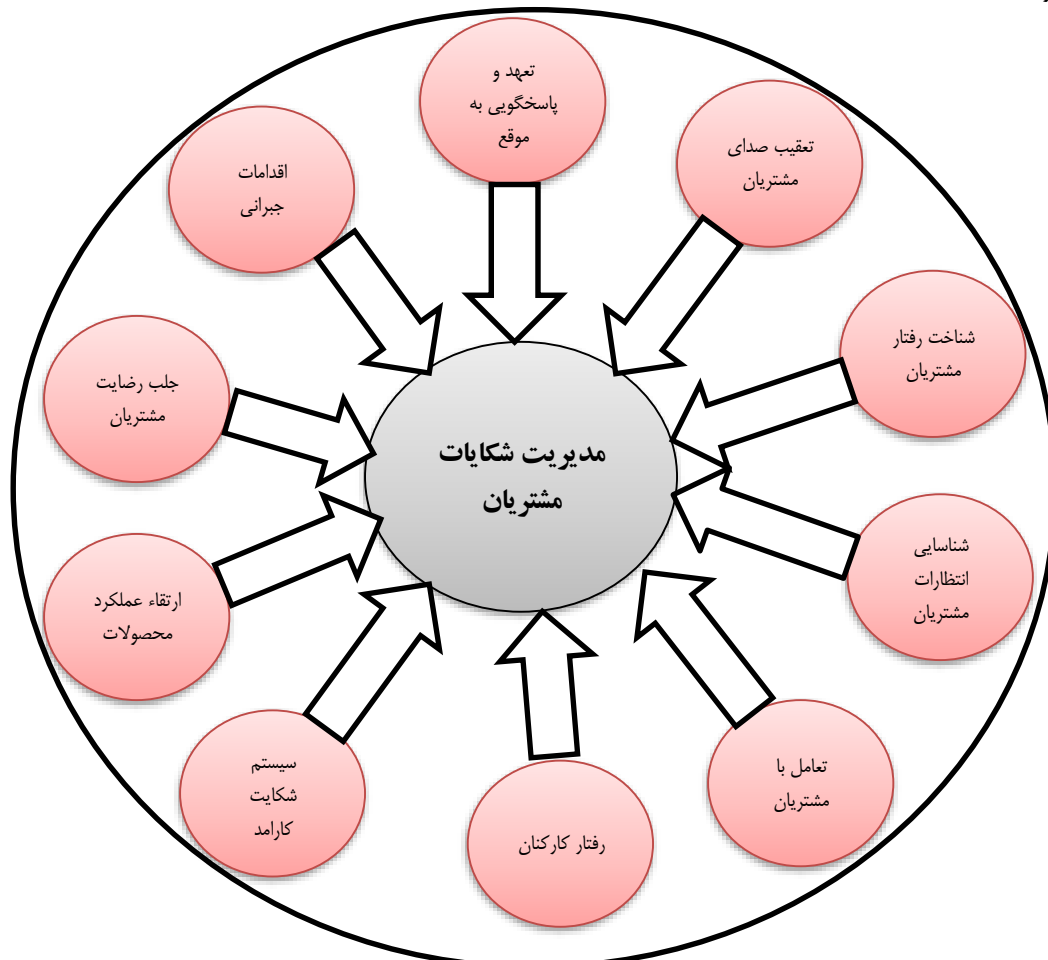 تعهد و
پاسخگویی به
موقع
تعقیب صدای
مشتریان
شناخت رفتار
مشتریان
شناسایی
انتظارات
مشتریان
تعامل با
مشتریان
رفتار کارکنان
سیستم
شکایت
کارامد
ارتقاء عملکرد
محصولات
جلب رضایت
مشتریان
اقدامات
جبرانی
مدیریت شکایات
مشتریان